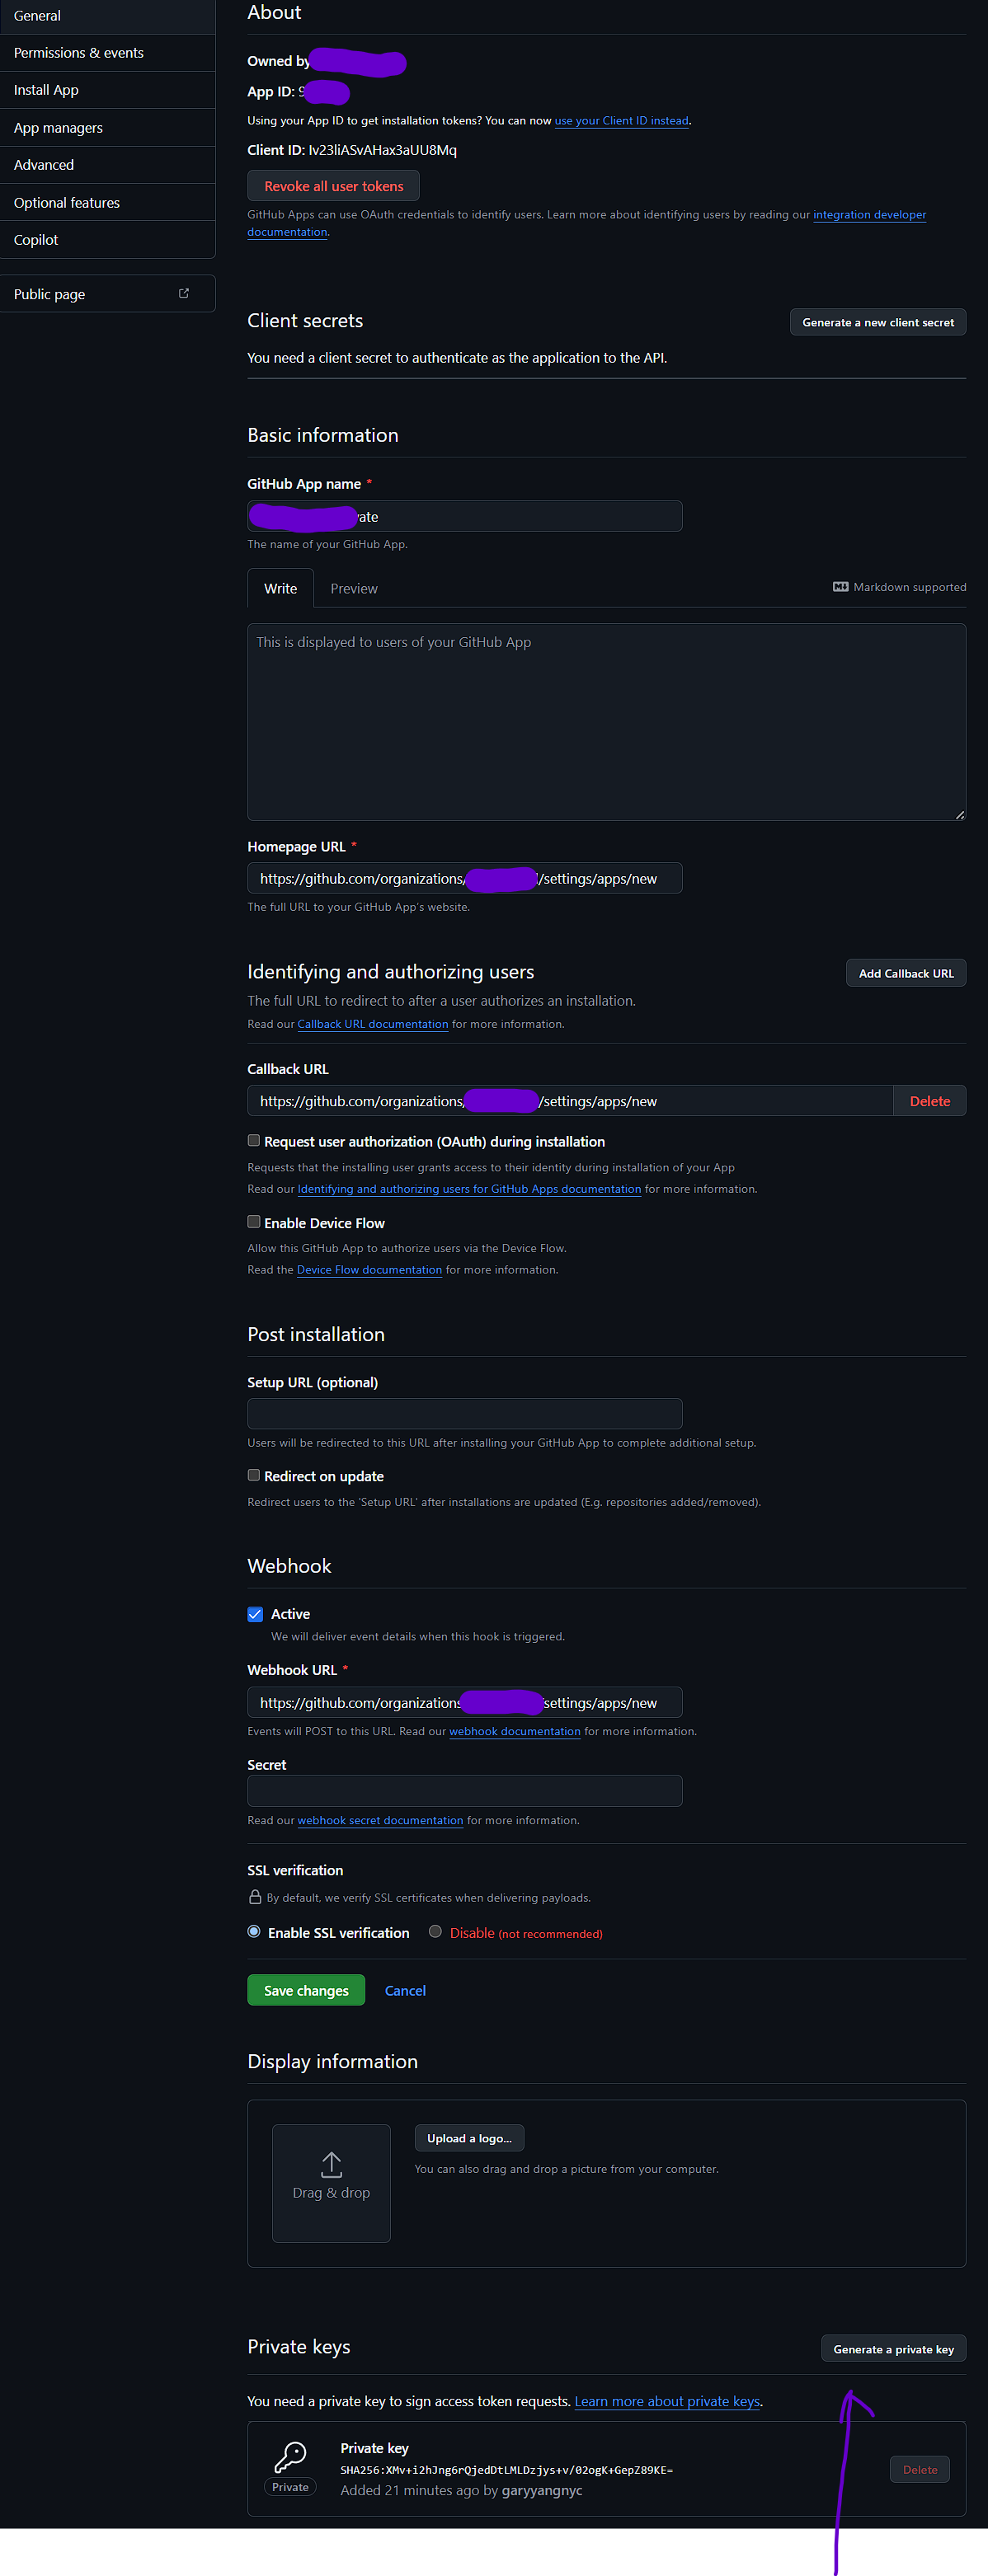 General
Permissions & events
Install App
App managers
Advanced
Optional features
Copilot
Public page
About
Owned by
App ID: 9
Using your App ID to get installation tokens? You can now use your Client ID instead.
Client ID: Iv23liASvAHax3aUU8Mq
Revoke all user tokens
GitHub Apps can use OAuth credentials to identify users. Learn more about identifying users by reading our integration developer
documentation.
Client secrets
Generate a new client secret
You need a client secret to authenticate as the application to the API.
Basic information
GitHub App name *
ate
The name of your GitHub App.
Write
Preview
Markdown supported
This is displayed to users of your GitHub App
Homepage URL *
https://github.com/organizations/ /settings/apps/new
The full URL to your GitHub App's website.
Identifying and authorizing users
Add Callback URL
The full URL to redirect to after a user authorizes an installation.
Read our Callback URL documentation for more information.
Callback URL
https://github.com/organizations/ /settings/apps/new
Delete
Request user authorization (OAuth) during installation
Requests that the installing user grants access to their identity during installation of your App
Read our Identifying and authorizing users for GitHub Apps documentation for more information.
Enable Device Flow
Allow this GitHub App to authorize users via the Device Flow.
Read the Device Flow documentation for more information.
Post installation
Setup URL (optional)
Users will be redirected to this URL after installing your GitHub App to complete additional setup.
Redirect on update
Redirect users to the 'Setup URL' after installations are updated (E.g. repositories added/removed).
Webhook
Active
We will deliver event details when this hook is triggered.
Webhook URL *
https://github.com/organizations /settings/apps/new
Events will POST to this URL. Read our webhook documentation for more information.
Secret
Read our webhook secret documentation for more information.
SSL verification
By default, we verify SSL certificates when delivering payloads.
Enable SSL verification
Disable (not recommended)
Save changes
Cancel
Display information
Drag & drop
Upload a logo...
You can also drag and drop a picture from your computer.
Private keys
Generate a private key
You need a private key to sign access token requests. Learn more about private keys.
Private
Private key
SHA256:XMv+i2hJng6rQjedDtLMLDzjys+v/02ogK+GepZ89KE=
Added 21 minutes ago by garyyangnyc
Delete